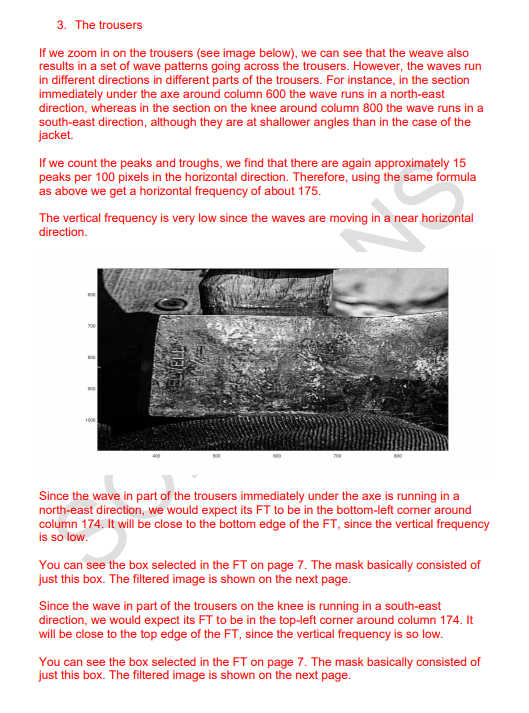 3. The trousers
If we zoom in on the trousers (see image below), we can see that the weave also
results in a set of wave patterns going across the trousers. However, the waves run
in different directions in different parts of the trousers. For instance, in the section
immediately under the axe around column 600 the wave runs in a north-east
direction, whereas in the section on the knee around column 800 the wave runs in a
south-east direction, although they are at shallower angles than in the case of the
jacket.
If we count the peaks and troughs, we find that there are again approximately 15
peaks per 100 pixels in the horizontal direction. Therefore, using the same formula
as above we get a horizontal frequency of about 175.
The vertical frequency is very low since the waves are moving in a near horizontal
direction.
600
700
800
900
1000
400
500
600
700
800
Since the wave in part of the trousers immediately under the axe is running in a
north-east direction, we would expect its FT to be in the bottom-left corner around
column 174. It will be close to the bottom edge of the FT, since the vertical frequency
is so low.
You can see the box selected in the FT on page 7. The mask basically consisted of
just this box. The filtered image is shown on the next page.
Since the wave in part of the trousers on the knee is running in a south-east
direction, we would expect its FT to be in the top-left corner around column 174. It
will be close to the top edge of the FT, since the vertical frequency is so low.
You can see the box selected in the FT on page 7. The mask basically consisted of
just this box. The filtered image is shown on the next page.